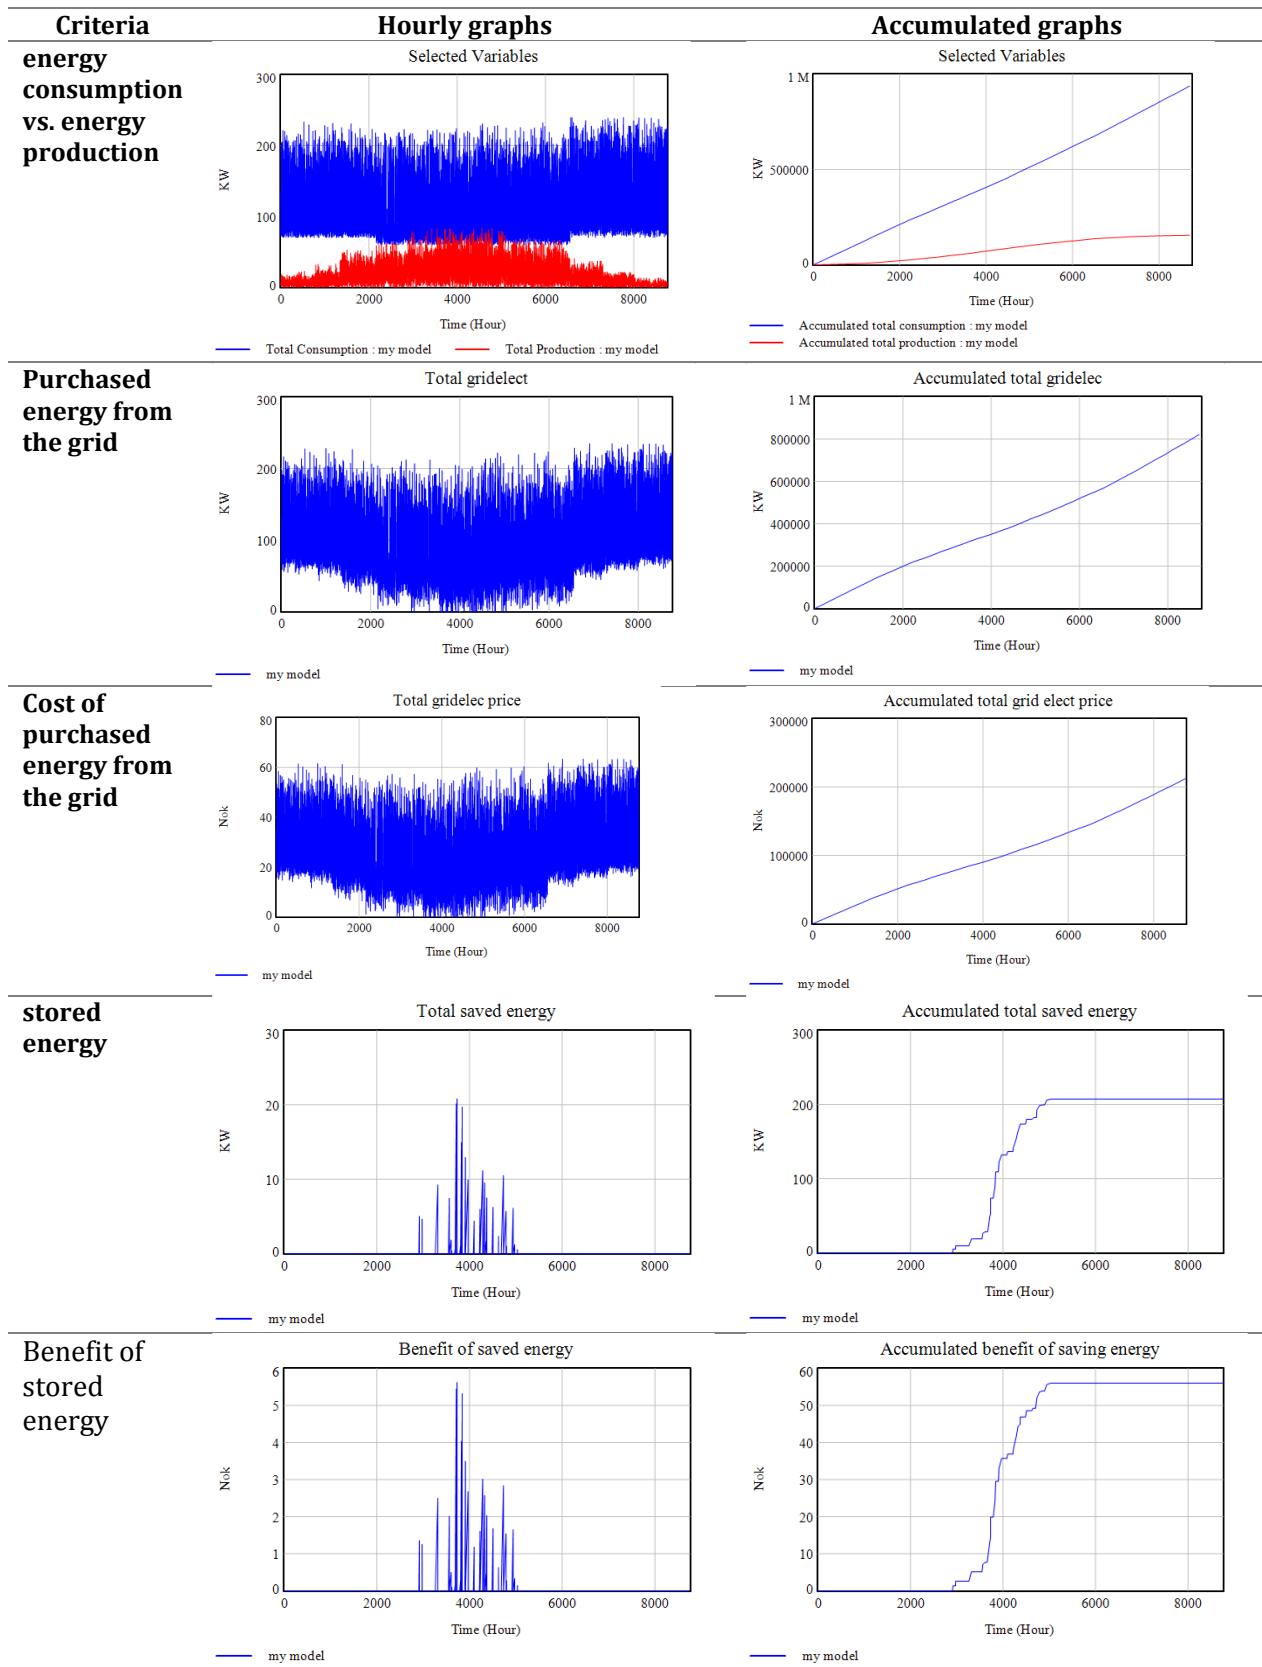 Criteria Hourly graphs Accumulated graphs
energy
consumption
vs. energy
production
Selected Variables
300
200
100
0
KW
0 2000 4000 6000 8000
Time (Hour)
Total Consumption : my model Total Production : my model
Selected Variables
1 M
500000
0
KW
0 2000 4000 6000 8000
Time (Hour)
Accumulated total consumption : my model
Accumulated total production : my model
Purchased
energy from
the grid
Total gridelect
300
200
100
0
KW
0 2000 4000 6000 8000
Time (Hour)
my model
Accumulated total gridelec
1 M
800000
600000
400000
200000
0
KW
0 2000 4000 6000 8000
Time (Hour)
my model
Cost of
purchased
energy from
the grid
Total gridelec price
80
60
40
20
0
Nok
0 2000 4000 6000 8000
Time (Hour)
my model
Accumulated total grid elect price
300000
200000
100000
0
Nok
0 2000 4000 6000 8000
Time (Hour)
my model
stored
energy
Total saved energy
30
20
10
0
KW
0 2000 4000 6000 8000
Time (Hour)
my model
Accumulated total saved energy
300
200
100
0
KW
0 2000 4000 6000 8000
Time (Hour)
my model
Benefit of
stored
energy
Benefit of saved energy
6
5
4
3
2
1
0
Nok
0 2000 4000 6000 8000
Time (Hour)
my model
Accumulated benefit of saving energy
60
50
40
30
20
10
0
Nok
0 2000 4000 6000 8000
Time (Hour)
my model